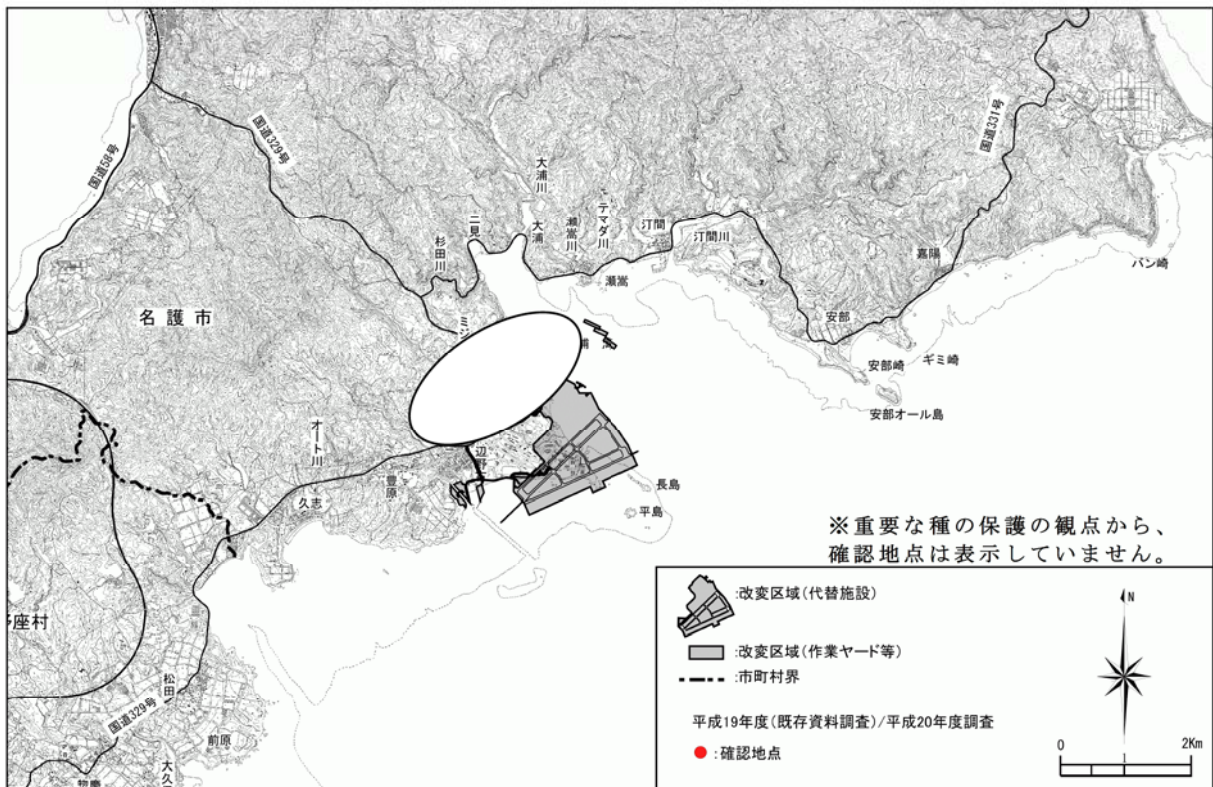 国道58号
国道329号
国道331号
大浦川
二見
大浦
瀬嵩川
テマダ川
汀間
汀間川
杉田川
瀬嵩
嘉陽
バン崎
名護市
安部
安部崎
ギミ崎
安部オール島
オート川
豊原
久志
長島
平島
※重要な種の保護の観点から、
確認地点は表示していません。
松田
国道329号
前原
:改変区域(代替施設)
:改変区域(作業ヤード等)
:市町村界
平成19年度(既存資料調査)/平成20年度調査
:確認地点
N
0 1 2Km